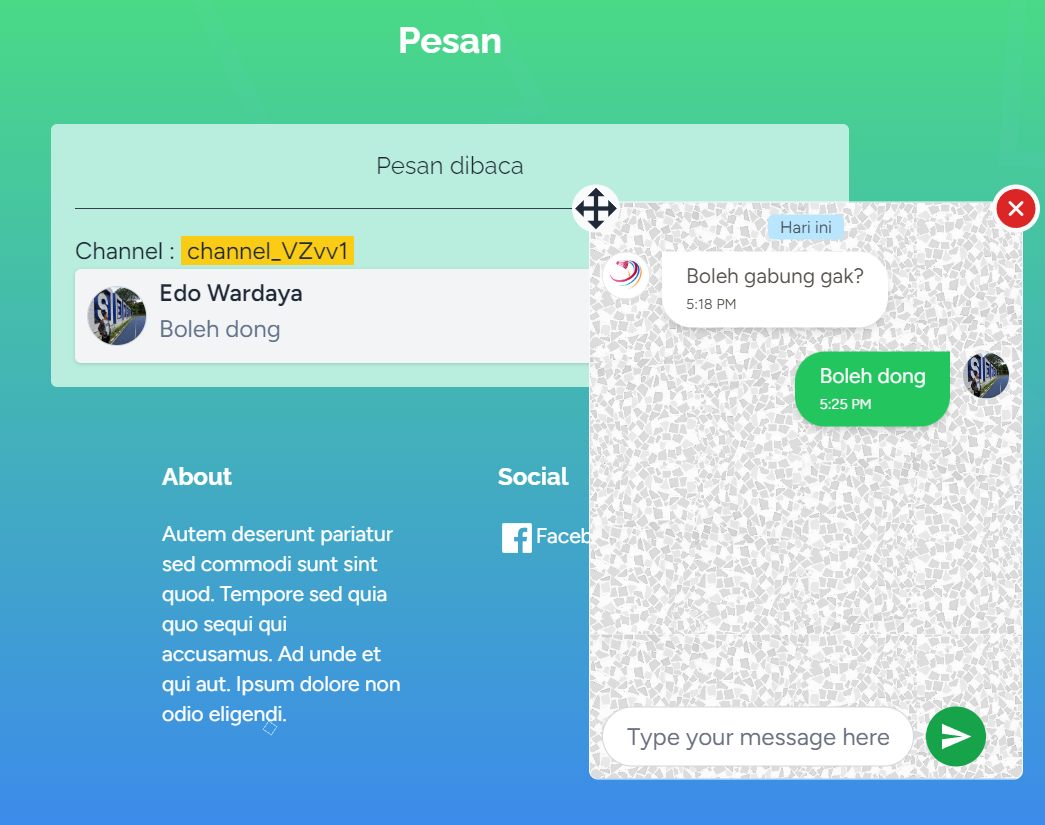 Pesan
Pesan dibaca
Channel : channel_VZvv1
Edo Wardaya
Boleh dong
Hari ini
Boleh gabung gak?
5:18 PM
Boleh dong
5:25 PM
Type your message here
About
Autem deserunt pariatur
sed commodi sunt sint
quod. Tempore sed quia
quo sequi qui
accusamus. Ad unde et
qui aut. Ipsum dolore non
odio eligendi.
Social
Faceb